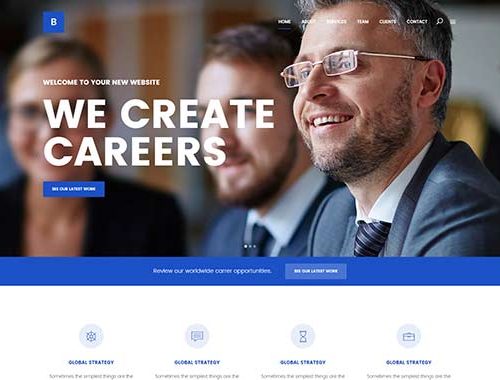 B
HOME ABOUT SERVICES TEAM CLIENTS CONTACT
WELCOME TO YOUR NEW WEBSITE
WE CREATE
CAREERS
SEE OUR LATEST WORK
Review our worldwide carrer opportunities.
SEE OUR LATEST WORK
GLOBAL STRATEGY GLOBAL STRATEGY GLOBAL STRATEGY GLOBAL STRATEGY
Sometimes the simplest things are the Sometimes the simplest things are the Sometimes the simplest things are the Sometimes the simplest things are the